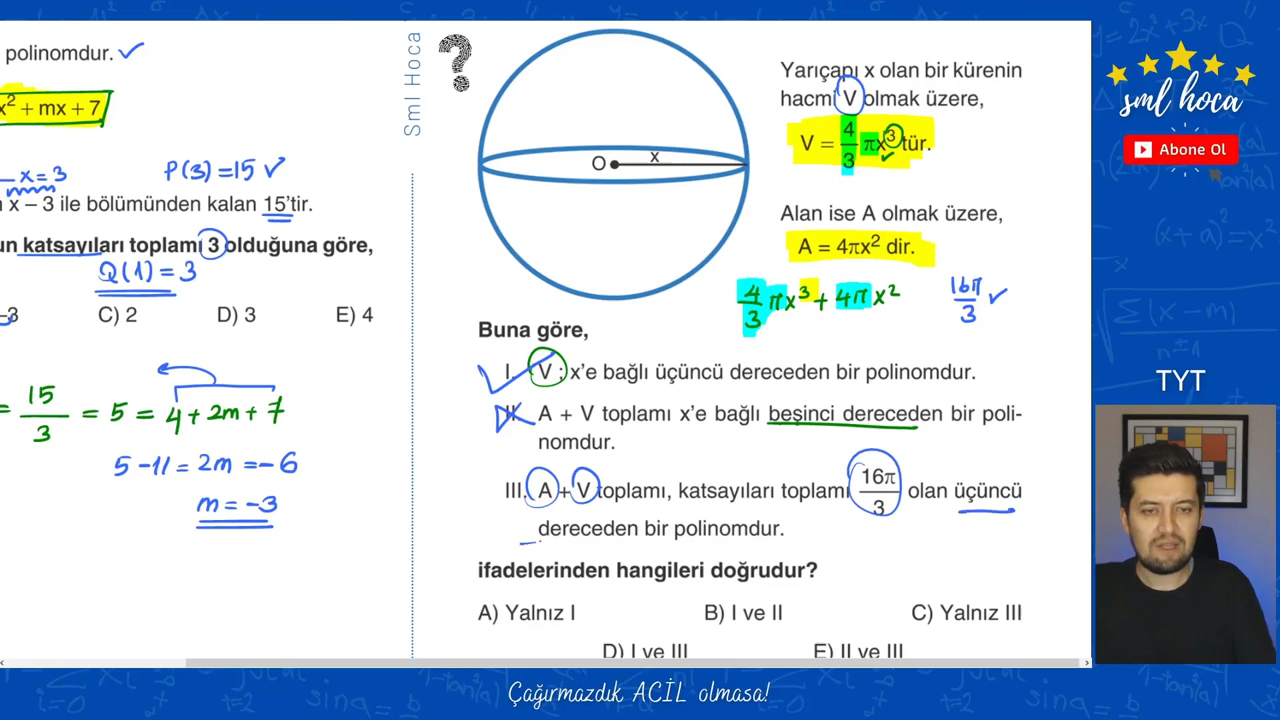 polinomdur.
x² + mx + 7
x = 3
P(3) = 15
x – 3 ile bölümünden kalan 15'tir.
un katsayıları toplamı 3 olduğuna göre,
Q(1) = 3
C) 2
D) 3
E) 4
= 15/3 = 5 = 4 + 2m + 7
5 - 11 = 2m = -6
m = -3
Sml Hoca
?
O
x
Yarıçapı x olan bir kürenin
hacmi V olmak üzere,
V = 4/3 πx³ tür.
Alan ise A olmak üzere,
A = 4πx² dir.
4/3 πx³ + 4πx²
16π/3
Buna göre,
I. V ; x'e bağlı üçüncü dereceden bir polinomdur.
II. A + V toplamı x'e bağlı beşinci dereceden bir poli-
nomdur.
III. A + V toplamı, katsayıları toplamı 16π/3 olan üçüncü
dereceden bir polinomdur.
ifadelerinden hangileri doğrudur?
A) Yalnız I
B) I ve II
C) Yalnız III
D) I ve III
E) II ve III
sml hoca
Abone Ol
TYT
Çağırmazdık ACİL olmasa!